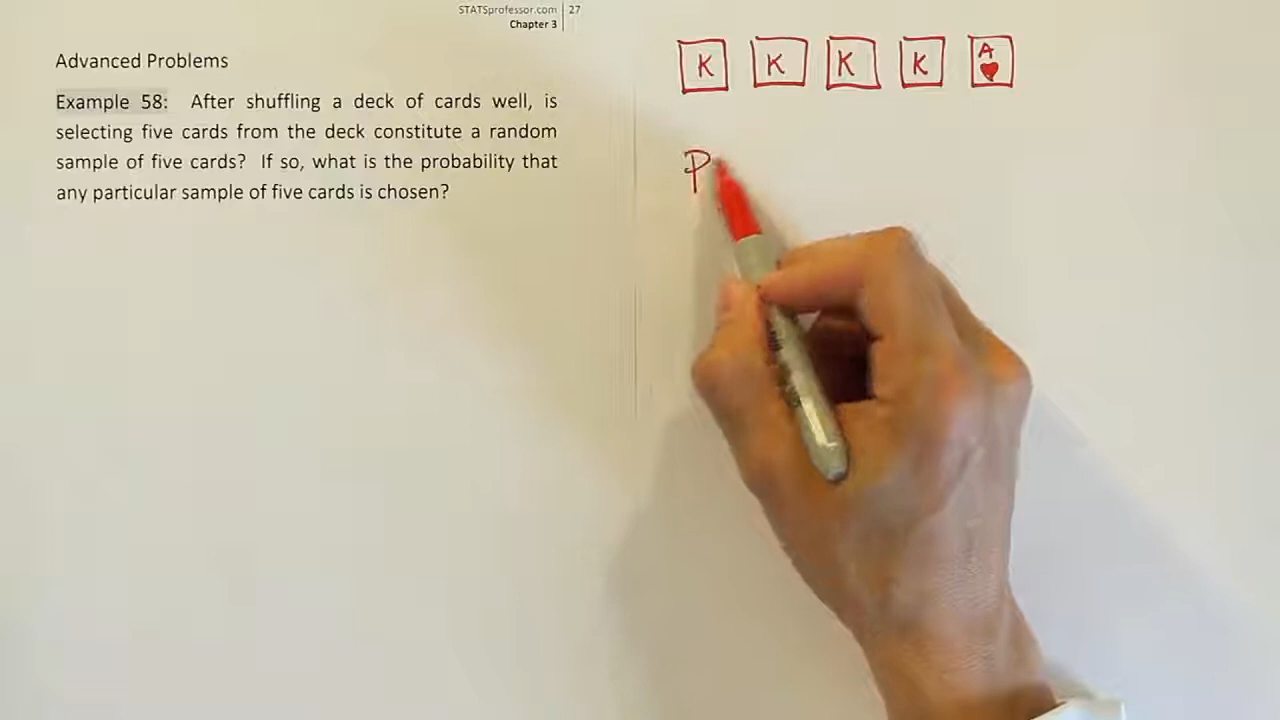 STATSprofessor.com 27
Chapter 3
Advanced Problems
Example 58: After shuffling a deck of cards well, is
selecting five cards from the deck constitute a random
sample of five cards? If so, what is the probability that
any particular sample of five cards is chosen?
K K K K A
P